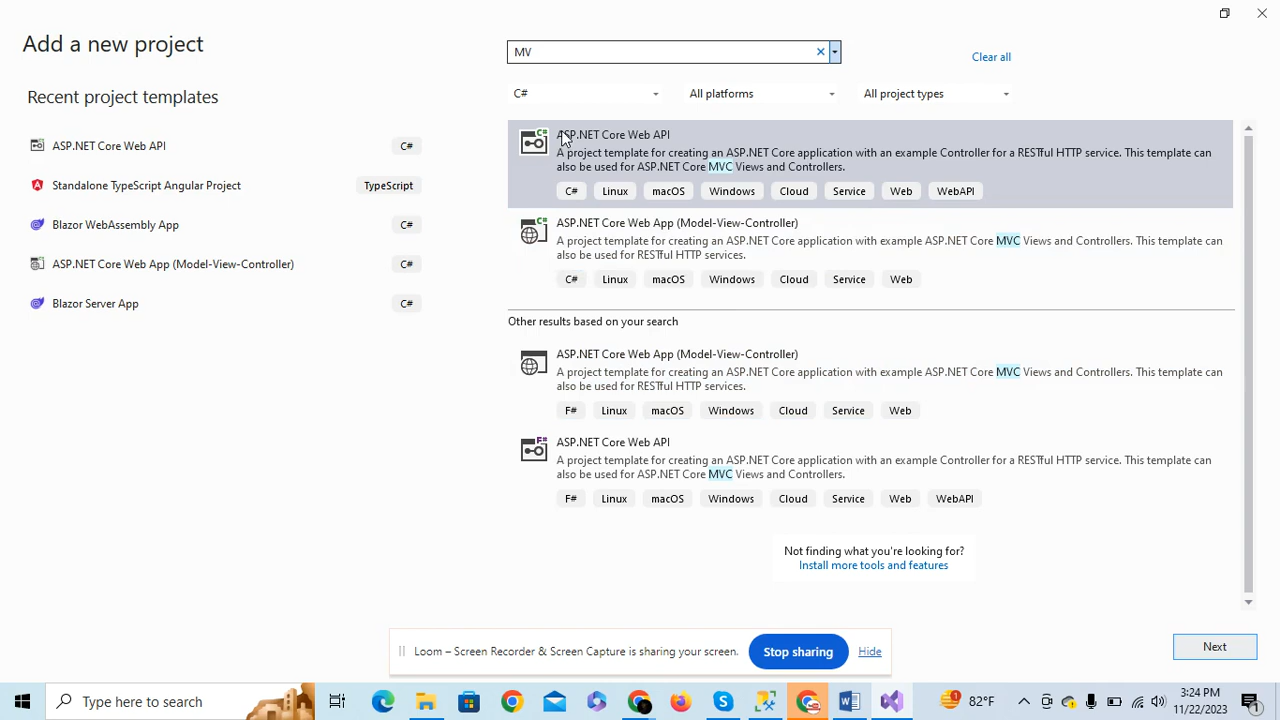 Add a new project
Recent project templates
ASP.NET Core Web API
C#
Standalone TypeScript Angular Project
TypeScript
Blazor WebAssembly App
C#
ASP.NET Core Web App (Model-View-Controller)
C#
Blazor Server App
C#
MV
Clear all
C#
All platforms
All project types
ASP.NET Core Web API
A project template for creating an ASP.NET Core application with an example Controller for a RESTful HTTP service. This template can
also be used for ASP.NET Core MVC Views and Controllers.
C# Linux macOS Windows Cloud Service Web WebAPI
ASP.NET Core Web App (Model-View-Controller)
A project template for creating an ASP.NET Core application with example ASP.NET Core MVC Views and Controllers. This template can
also be used for RESTful HTTP services.
C# Linux macOS Windows Cloud Service Web
Other results based on your search
ASP.NET Core Web App (Model-View-Controller)
A project template for creating an ASP.NET Core application with example ASP.NET Core MVC Views and Controllers. This template can
also be used for RESTful HTTP services.
F# Linux macOS Windows Cloud Service Web
ASP.NET Core Web API
A project template for creating an ASP.NET Core application with an example Controller for a RESTful HTTP service. This template can
also be used for ASP.NET Core MVC Views and Controllers.
F# Linux macOS Windows Cloud Service Web WebAPI
Not finding what you're looking for?
Install more tools and features
Loom – Screen Recorder & Screen Capture is sharing your screen.
Stop sharing
Hide
Next
Type here to search
82°F
3:24 PM
11/22/2023